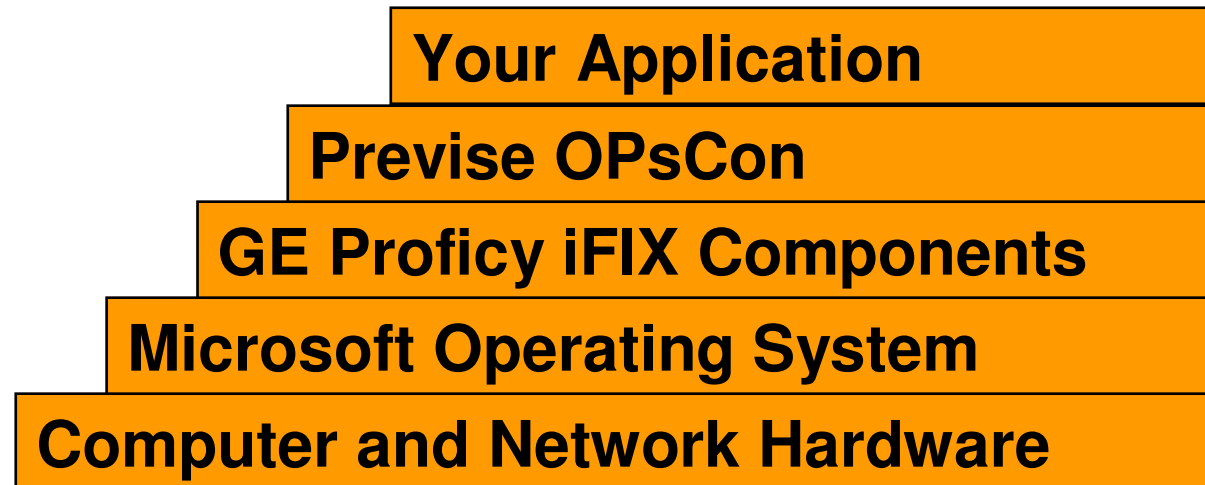 Your Application
Previse OPsCon
GE Proficy iFIX Components
Microsoft Operating System
Computer and Network Hardware